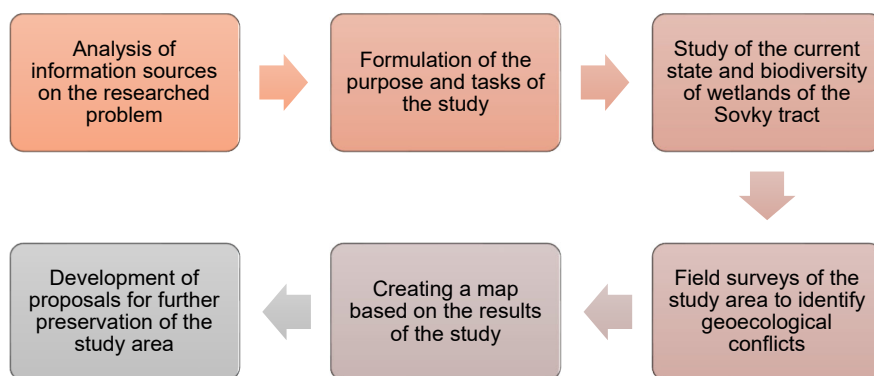 Analysis of
information sources
on the researched
problem
Formulation of the
purpose and tasks of
the study
Study of the current
state and biodiversity
of wetlands of the
Sovky tract
Field surveys of the
study area to identify
geoecological
conflicts
Creating a map
based on the results
of the study
Development of
proposals for further
preservation of the
study area